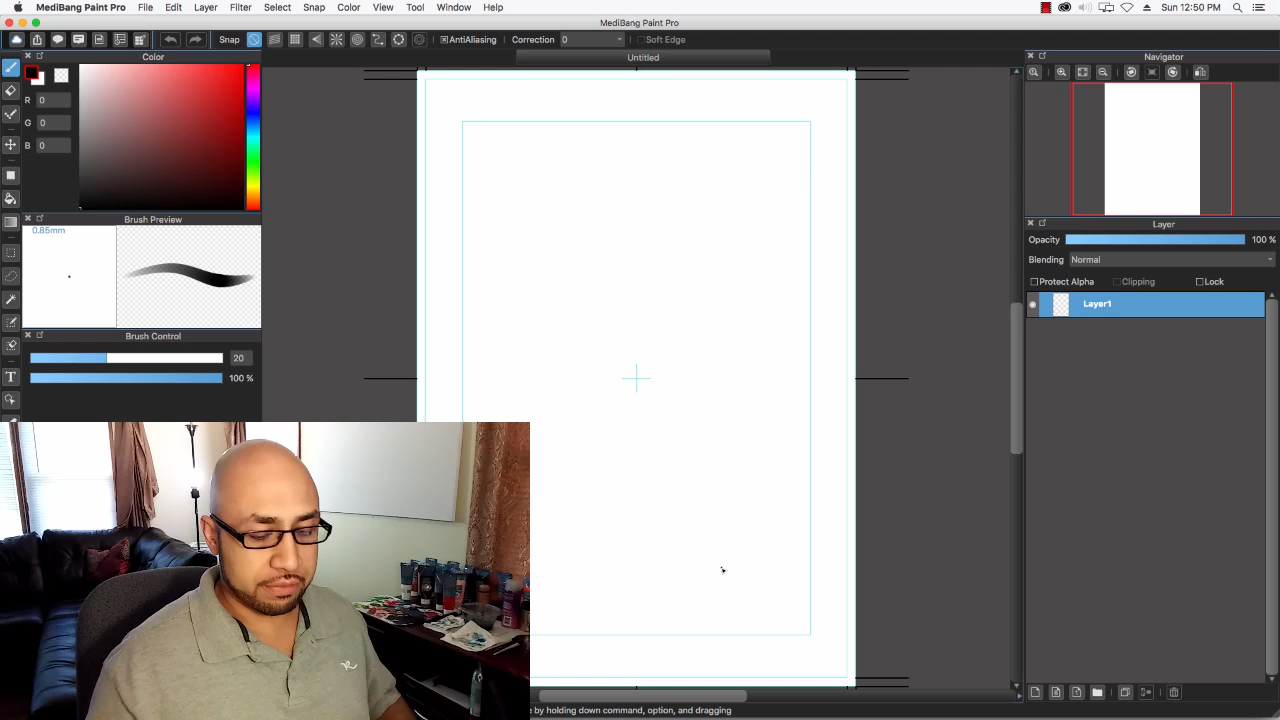 MediBang Paint Pro File Edit Layer Filter Select Snap Color View Tool Window Help Sun 12:50 PM
MediBang Paint Pro
Snap AntiAliasing Correction 0 Soft Edge
Color Untitled Navigator
R 0
G 0
B 0
Brush Preview
0.85mm
Layer
Opacity 100 %
Blending Normal
Protect Alpha Clipping Lock
Layer1
Brush Control
20
100 %
T
e by holding down command, option, and dragging